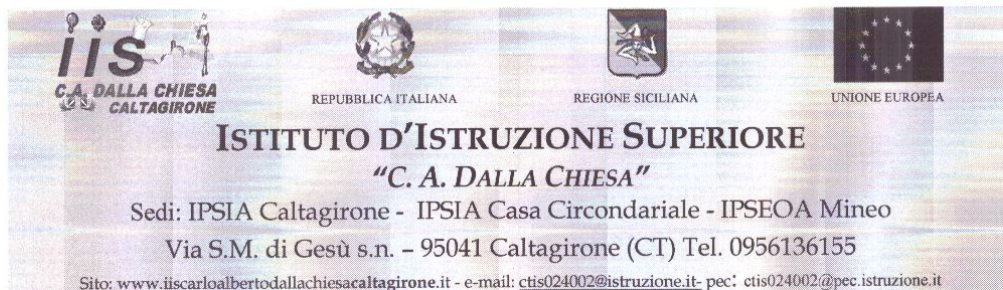 iis
C.A. DALLA CHIESA
CALTAGIRONE
REPUBBLICA ITALIANA
REGIONE SICILIANA
UNIONE EUROPEA
ISTITUTO D'ISTRUZIONE SUPERIORE
"C. A. DALLA CHIESA"
Sedi: IPSIA Caltagirone - IPSIA Casa Circondariale - IPSEOA Mineo
Via S.M. di Gesù s.n. – 95041 Caltagirone (CT) Tel. 0956136155
Sito: www.iiscarloalbertodallachiesacaltagirone.it - e-mail: ctis024002@istruzione.it- pec: ctis024002@pec.istruzione.it